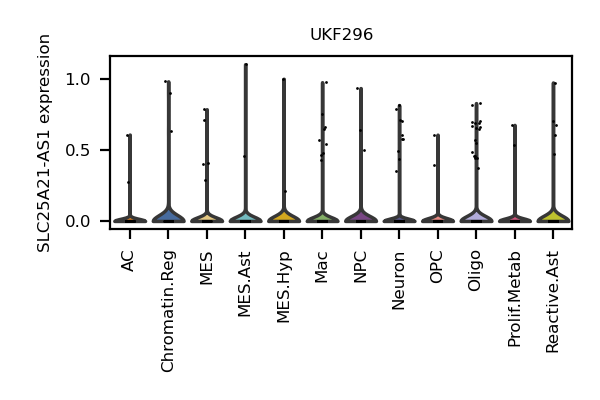 UKF296
SLC25A21-AS1 expression
1.0
0.5
0.0
AC
Chromatin.Reg
MES
MES.Ast
MES.Hyp
Mac
NPC
Neuron
OPC
Oligo
Prolif.Metab
Reactive.Ast